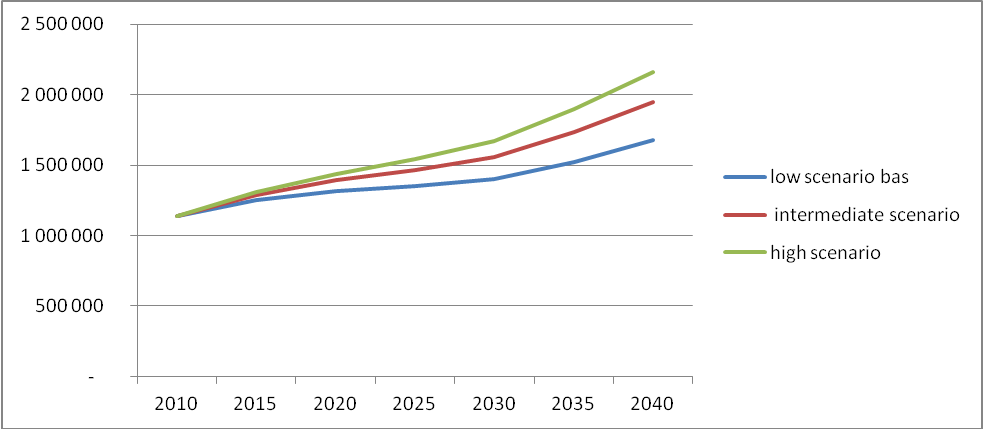 2 500 000
2 000 000
1 500 000
1 000 000
500 000
-
2010 2015 2020 2025 2030 2035 2040
low scenario bas
intermediate scenario
high scenario